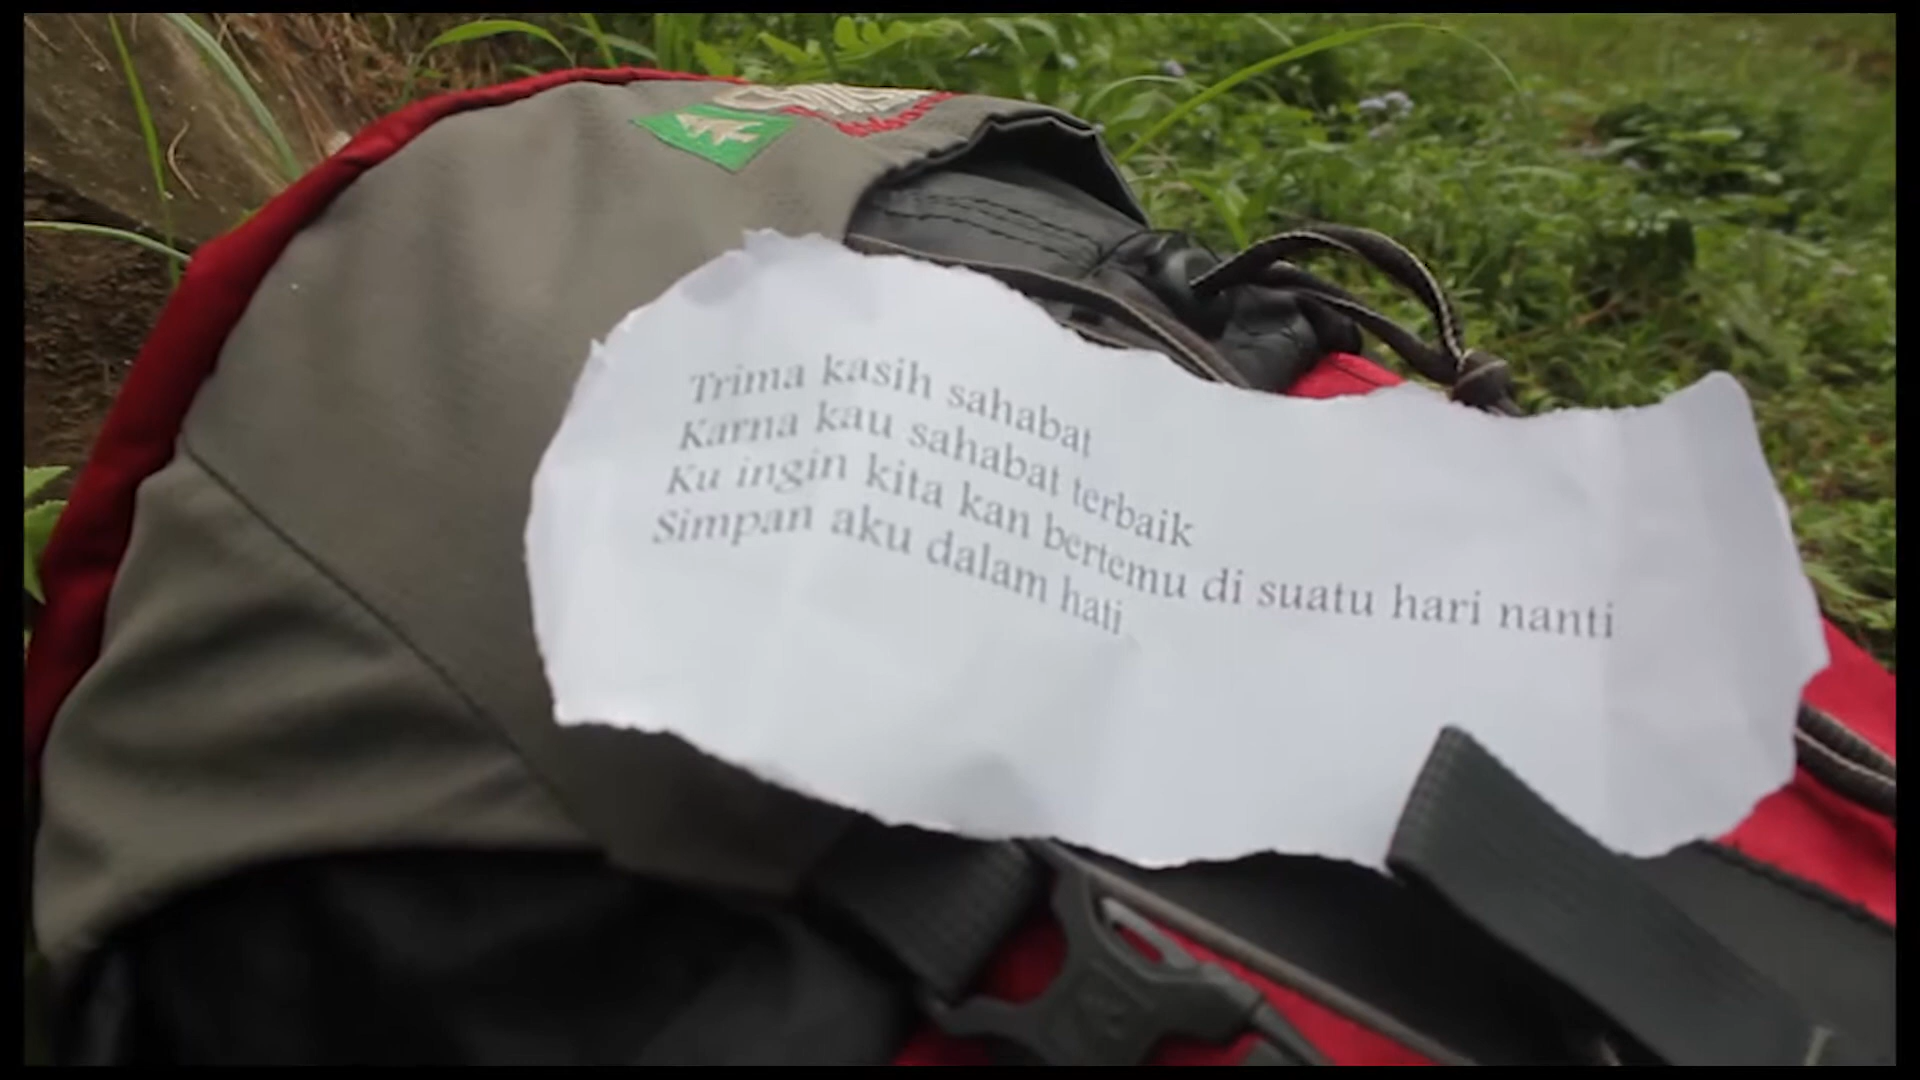 Trima kasih sahabat
Karna kau sahabat terbaik
Ku ingin kita kan bertemu di suatu hari nanti
Simpan aku dalam hati